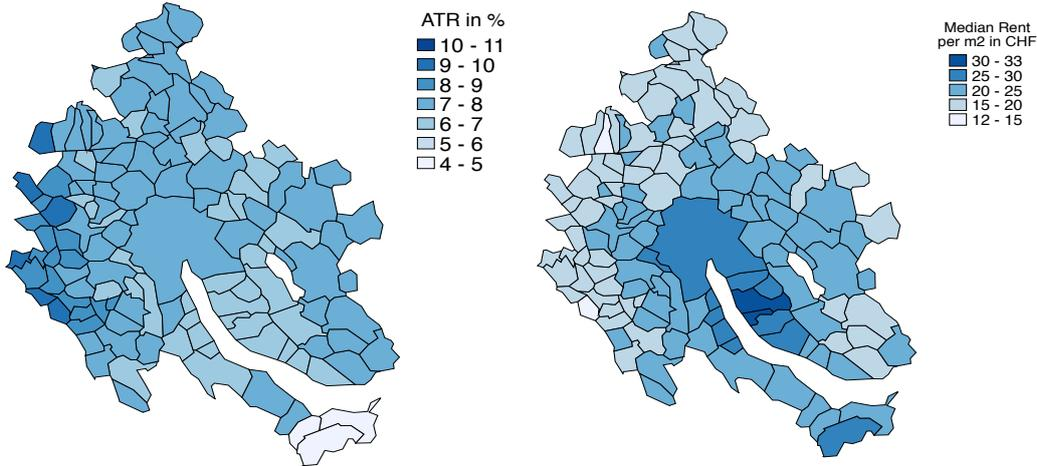 ATR in %
10 - 11
9 - 10
8 - 9
7 - 8
6 - 7
5 - 6
4 - 5
Median Rent
per m2 in CHF
30 - 33
25 - 30
20 - 25
15 - 20
12 - 15